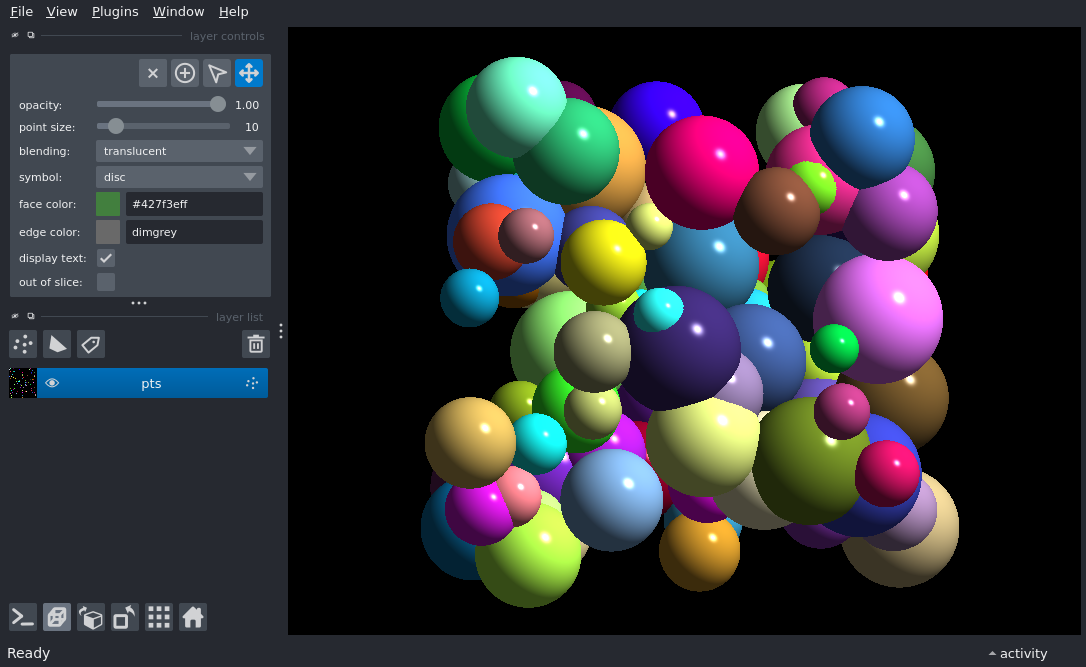 File View Plugins Window Help
layer controls
opacity: 1.00
point size: 10
blending: translucent
symbol: disc
face color: #427f3eff
edge color: dimgrey
display text:
out of slice:
layer list
pts
Ready
activity